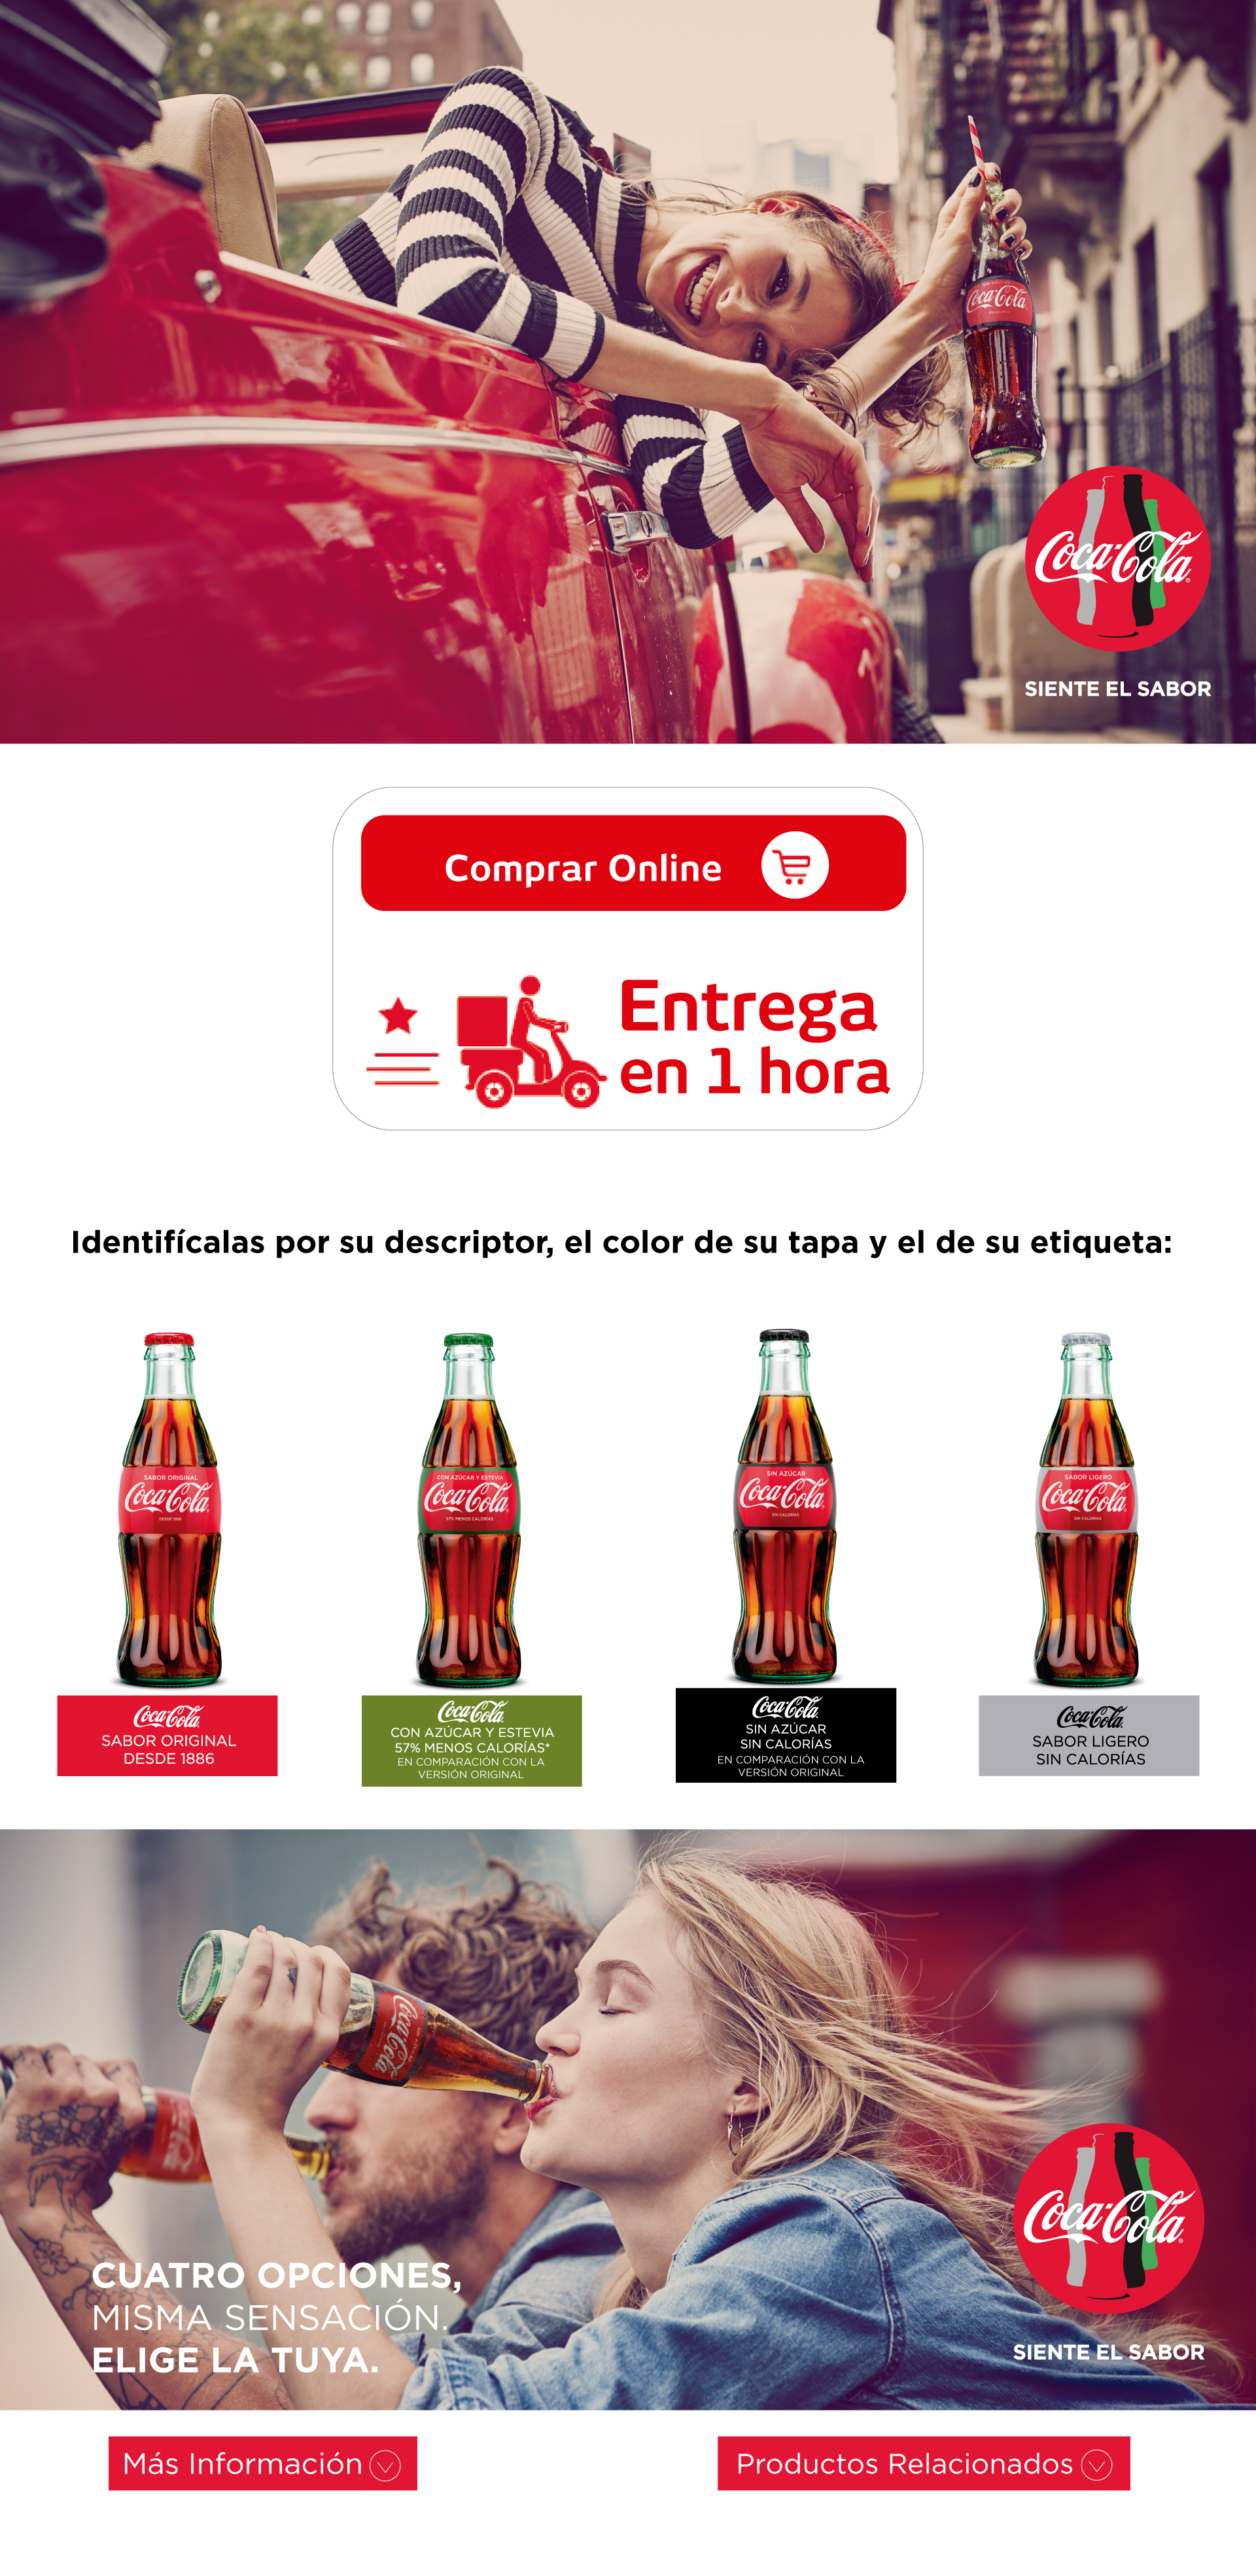 Coca-Cola
Coca-Cola
SIENTE EL SABOR
Comprar Online
Entrega
en 1 hora
Identifícalas por su descriptor, el color de su tapa y el de su etiqueta:
SABOR ORIGINAL
Coca-Cola
DESDE 1886
CON AZÚCAR Y ESTEVIA
Coca-Cola
57% MENOS CALORÍAS
SIN AZÚCAR
Coca-Cola
SIN CALORÍAS
SABOR LIGERO
Coca-Cola
SIN CALORÍAS
Coca-Cola
SABOR ORIGINAL
DESDE 1886
Coca-Cola
CON AZÚCAR Y ESTEVIA
57% MENOS CALORÍAS*
EN COMPARACIÓN CON LA
VERSIÓN ORIGINAL
Coca-Cola
SIN AZÚCAR
SIN CALORÍAS
EN COMPARACIÓN CON LA
VERSIÓN ORIGINAL
Coca-Cola
SABOR LIGERO
SIN CALORÍAS
Coca-Cola
Coca-Cola
SIENTE EL SABOR
CUATRO OPCIONES,
MISMA SENSACIÓN.
ELIGE LA TUYA.
Más Información
Productos Relacionados